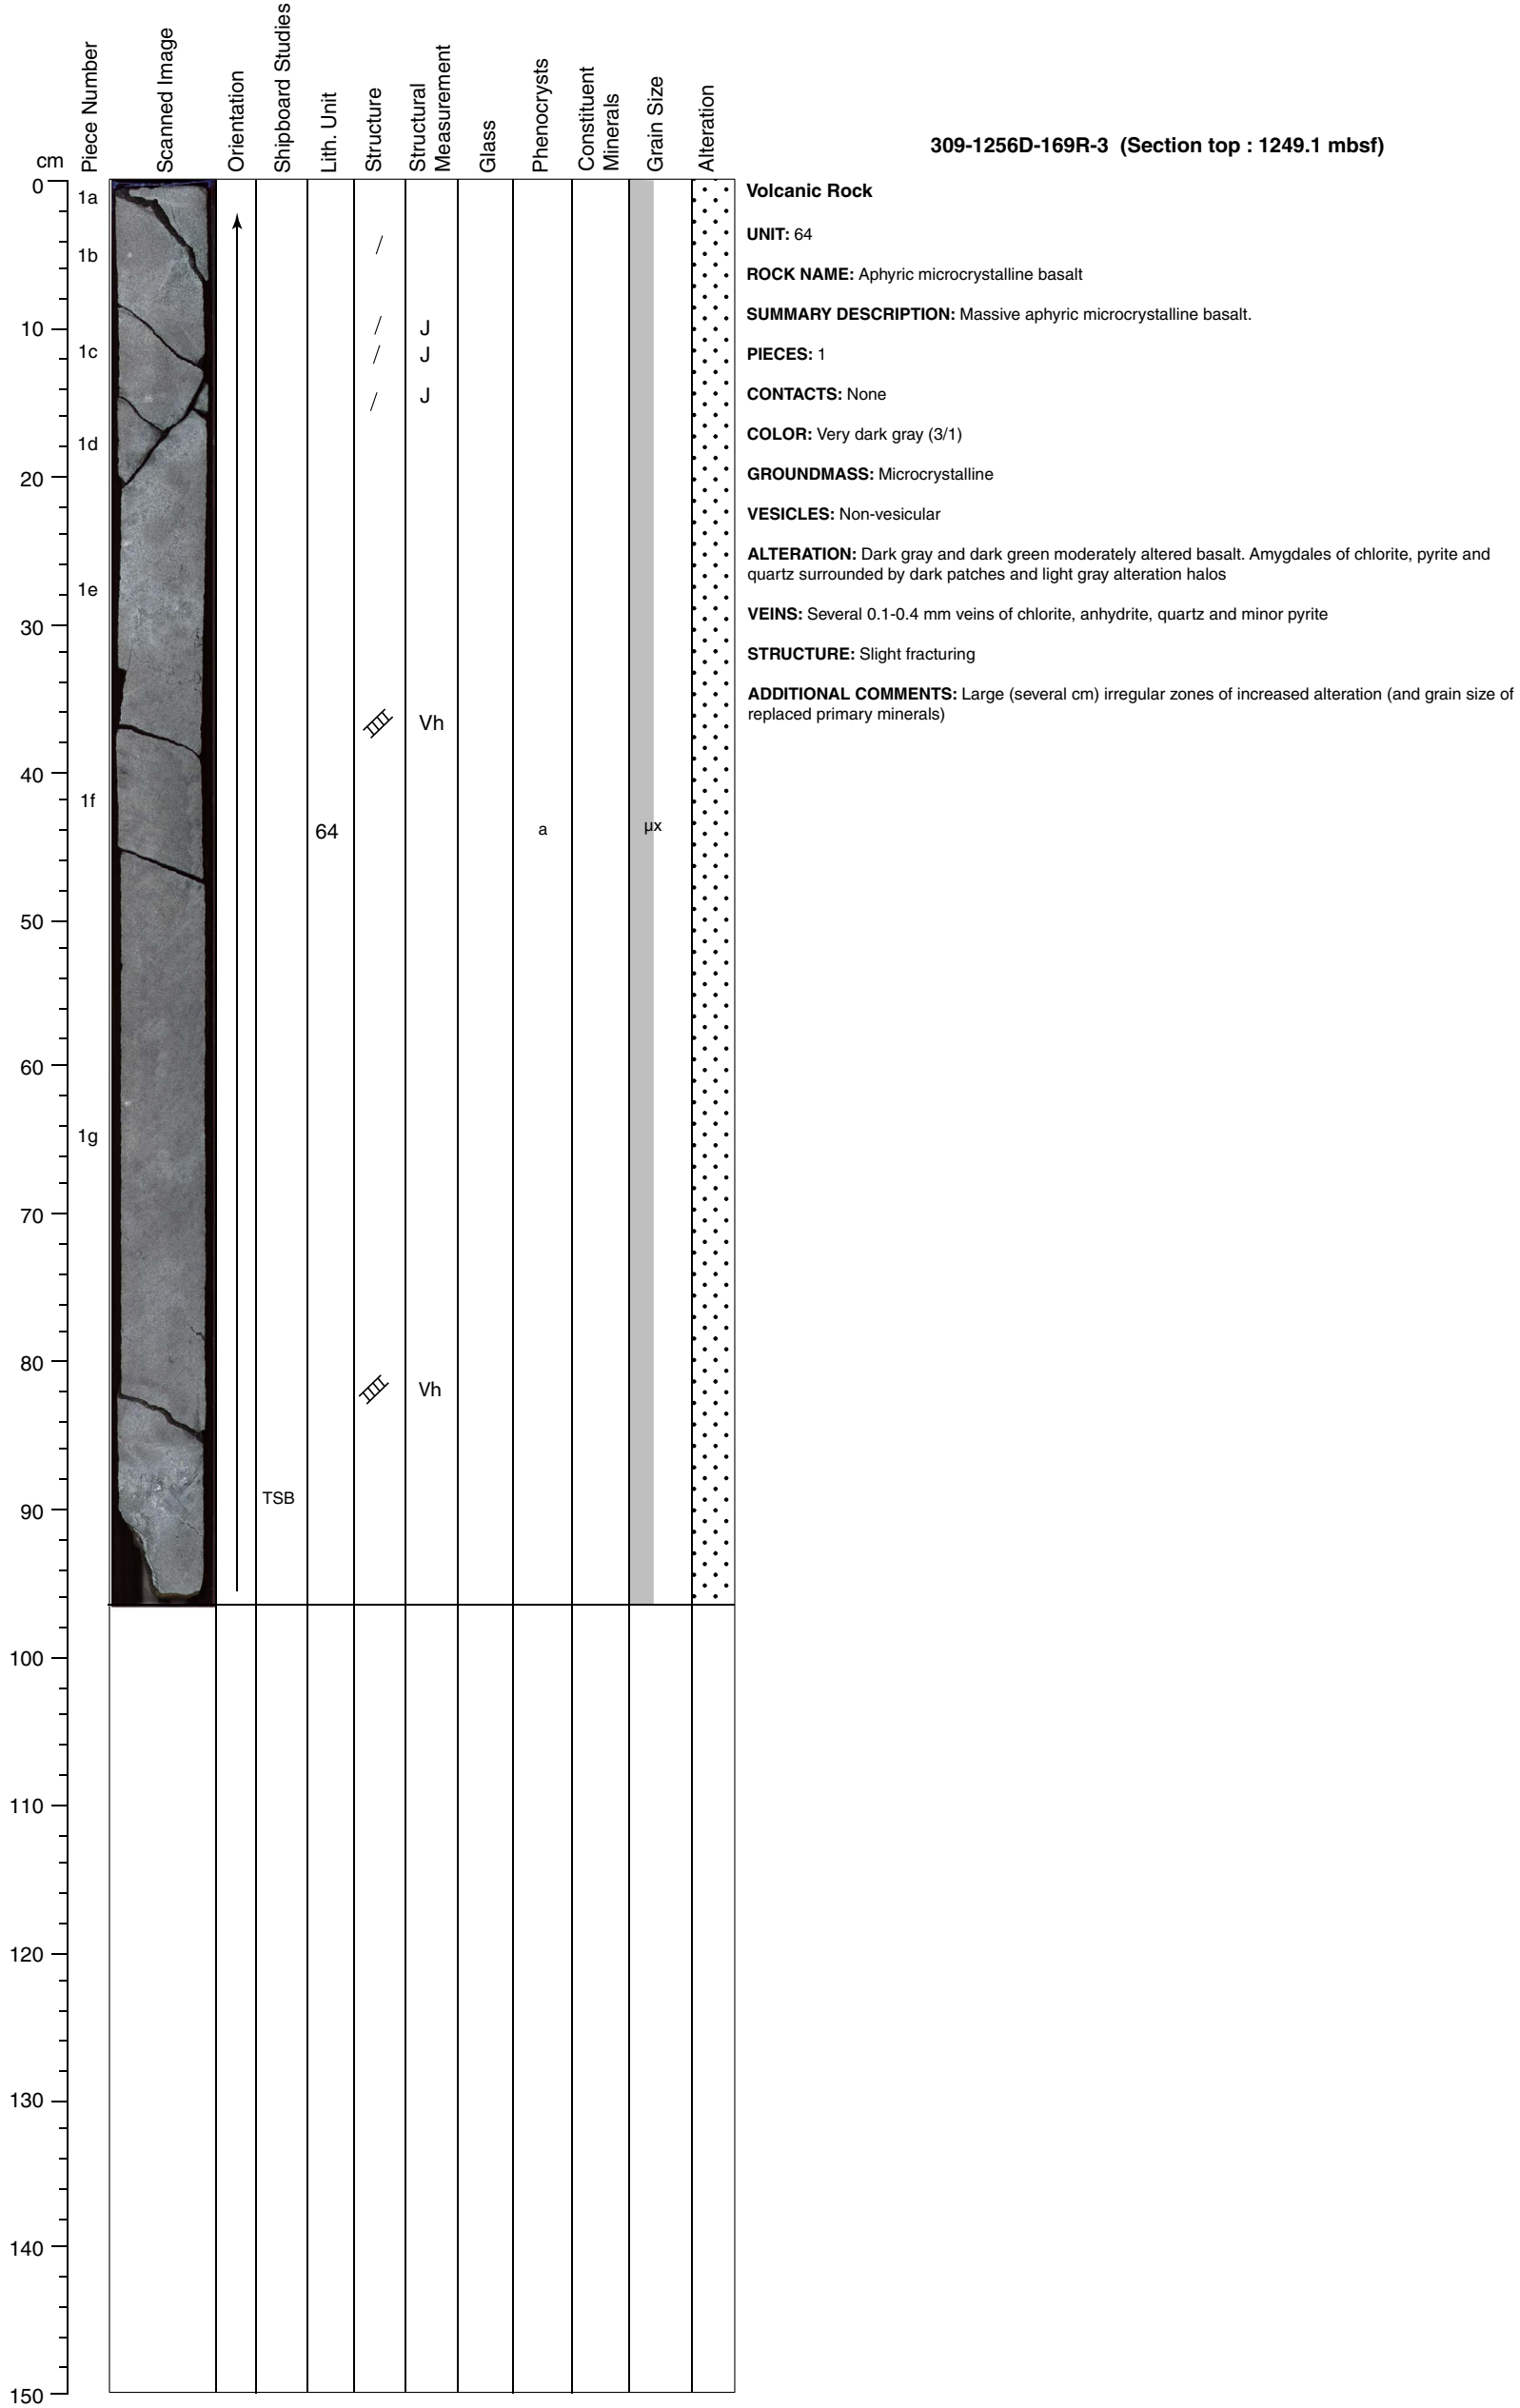 309-1256D-169R-3 (Section top : 1249.1 mbsf)
cm
Piece Number
Scanned Image
Orientation
Shipboard Studies
Lith. Unit
Structure
Structural
Measurement
Glass
Phenocrysts
Constituent
Minerals
Grain Size
Alteration
0
10
20
30
40
50
60
70
80
90
100
110
120
130
140
150
1a
1b
1c
1d
1e
1f
1g
TSB
64
J
J
J
Vh
Vh
a
µx
Volcanic Rock
UNIT: 64
ROCK NAME: Aphyric microcrystalline basalt
SUMMARY DESCRIPTION: Massive aphyric microcrystalline basalt.
PIECES: 1
CONTACTS: None
COLOR: Very dark gray (3/1)
GROUNDMASS: Microcrystalline
VESICLES: Non-vesicular
ALTERATION: Dark gray and dark green moderately altered basalt. Amygdales of chlorite, pyrite and
quartz surrounded by dark patches and light gray alteration halos
VEINS: Several 0.1-0.4 mm veins of chlorite, anhydrite, quartz and minor pyrite
STRUCTURE: Slight fracturing
ADDITIONAL COMMENTS: Large (several cm) irregular zones of increased alteration (and grain size of
replaced primary minerals)